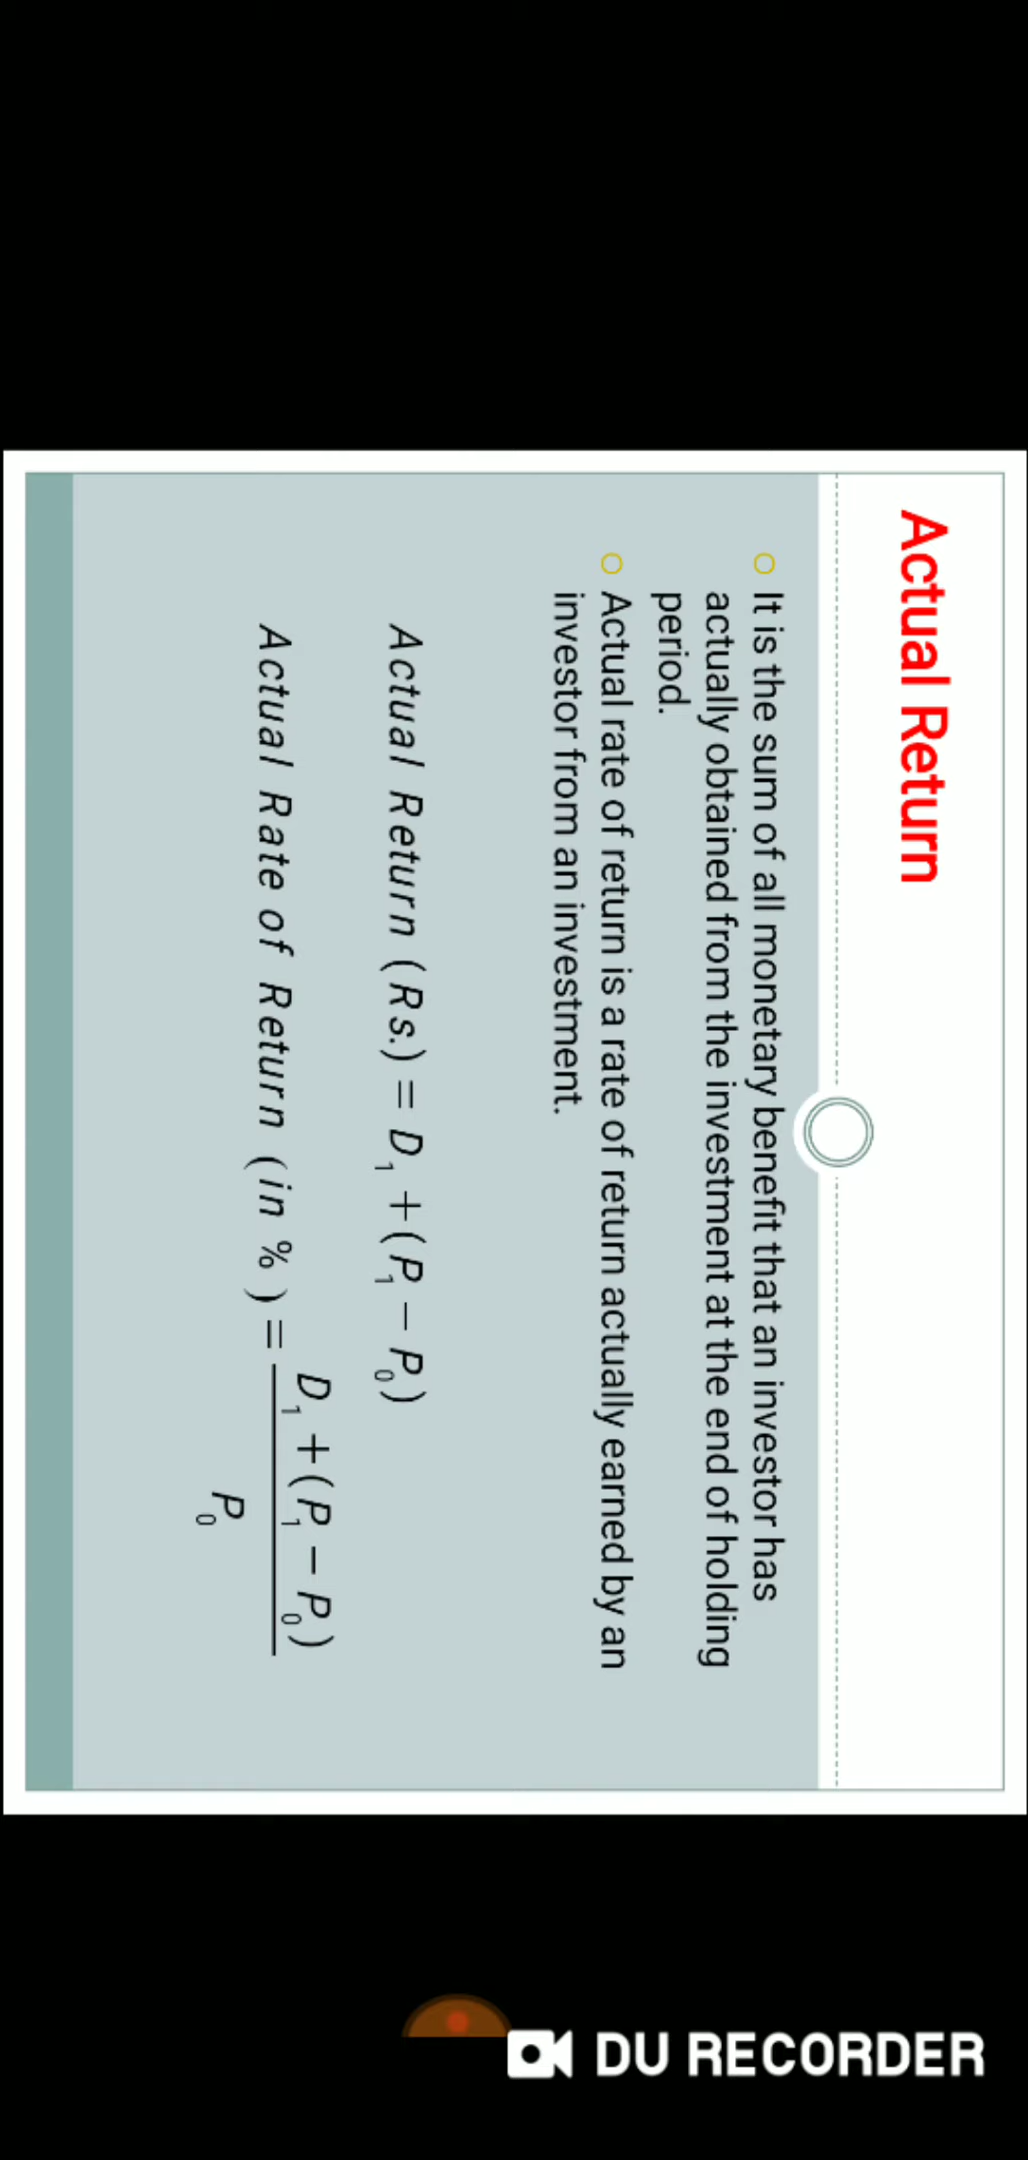 Actual Return
It is the sum of all monetary benefit that an investor has
actually obtained from the investment at the end of holding
period.
Actual rate of return is a rate of return actually earned by an
investor from an investment.
Actual Return (Rs.) = D₁ + (P₁ − P₀)
Actual Rate of Return (in %) = D₁ + (P₁ − P₀)
P₀
DU RECORDER